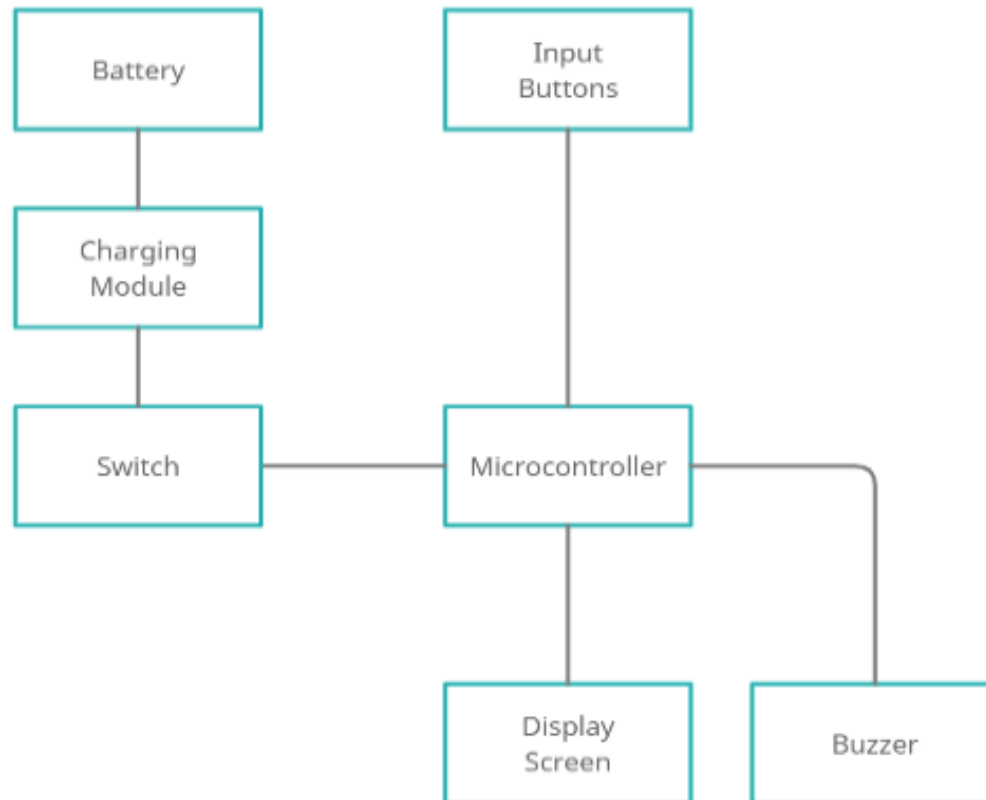 Battery
Input
Buttons
Charging
Module
Switch
Microcontroller
Display
Screen
Buzzer